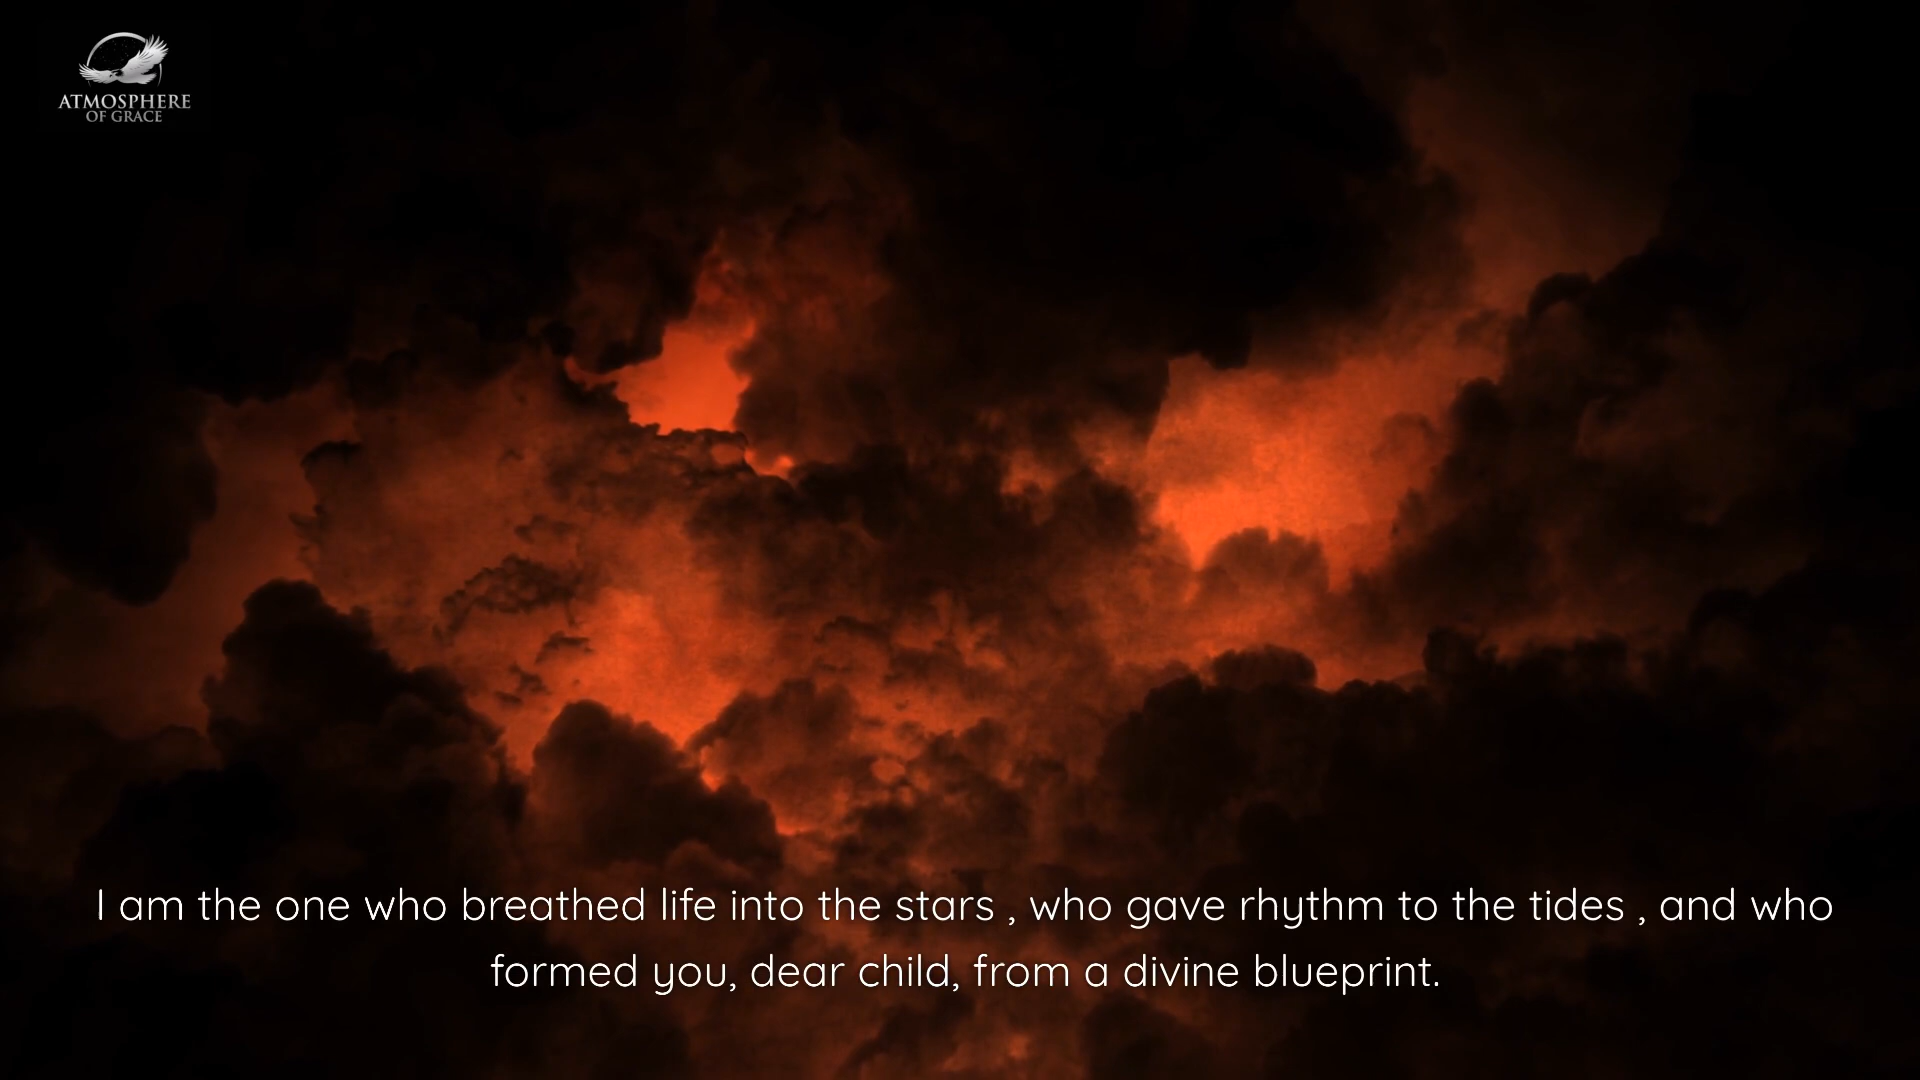 ATMOSPHERE
OF GRACE
I am the one who breathed life into the stars , who gave rhythm to the tides , and who
formed you, dear child, from a divine blueprint.